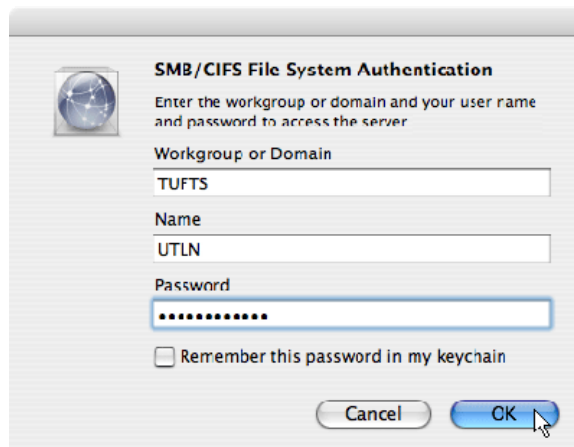 SMB/CIFS File System Authentication
Enter the workgroup or domain and your user name
and password to access the server
Workgroup or Domain
TUFTS
Name
UTLN
Password
••••••••••••
Remember this password in my keychain
Cancel OK